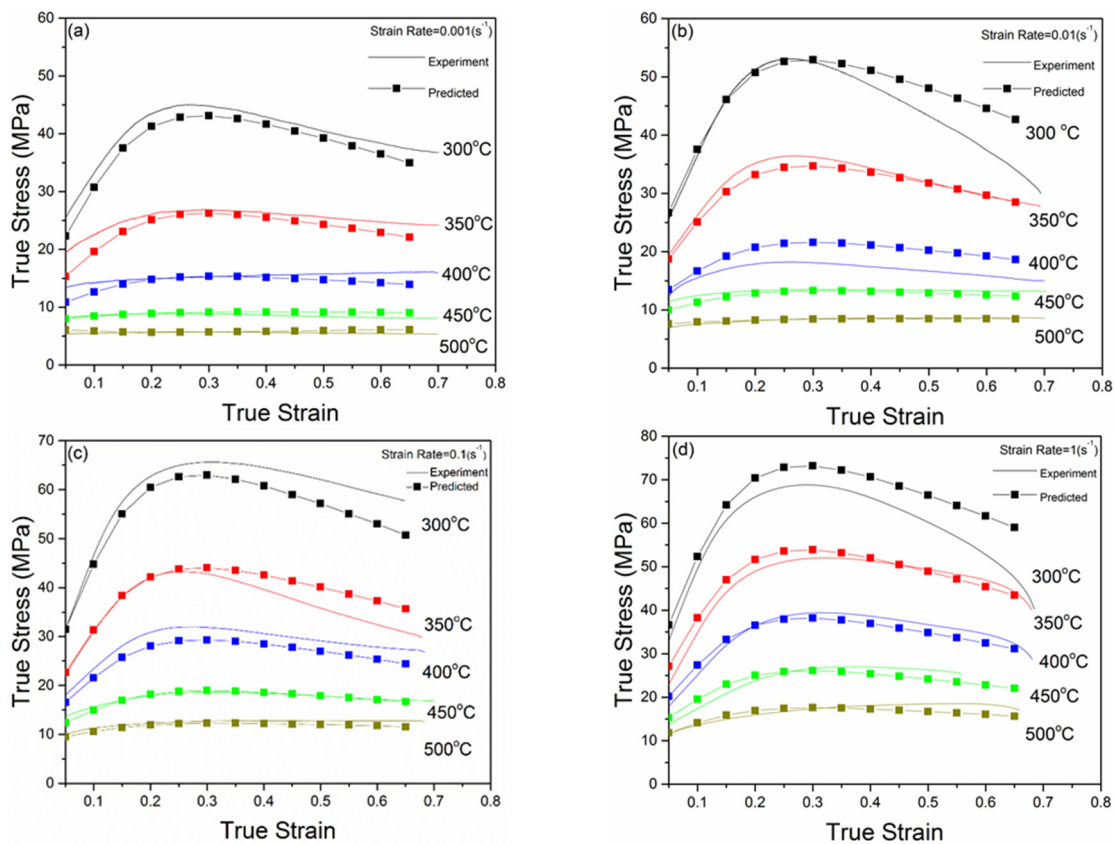 (a)
Strain Rate=0.001(s⁻¹)
Experiment
Predicted
300°C
350°C
400°C
450°C
500°C
60
50
40
30
20
10
0
0.1 0.2 0.3 0.4 0.5 0.6 0.7 0.8
True Stress (MPa)
True Strain
(b)
Strain Rate=0.01(s⁻¹)
Experiment
Predicted
300 °C
350°C
400°C
450°C
500°C
60
50
40
30
20
10
0
0.1 0.2 0.3 0.4 0.5 0.6 0.7 0.8
True Stress (MPa)
True Strain
(c)
Strain Rate=0.1(s⁻¹)
Experiment
Predicted
300°C
350°C
400°C
450°C
500°C
70
60
50
40
30
20
10
0
0.1 0.2 0.3 0.4 0.5 0.6 0.7 0.8
True Stress (MPa)
True Strain
(d)
Strain Rate=1(s⁻¹)
Experiment
Predicted
300°C
350°C
400°C
450°C
500°C
80
70
60
50
40
30
20
10
0
0.1 0.2 0.3 0.4 0.5 0.6 0.7 0.8
True Stress (MPa)
True Strain